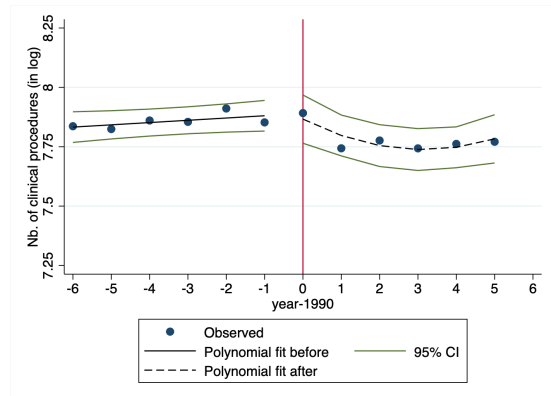 Nb. of clinical procedures (in log)
8.25
8
7.75
7.5
7.25
-6 -5 -4 -3 -2 -1 0 1 2 3 4 5 6
year-1990
Observed
Polynomial fit before 95% CI
Polynomial fit after